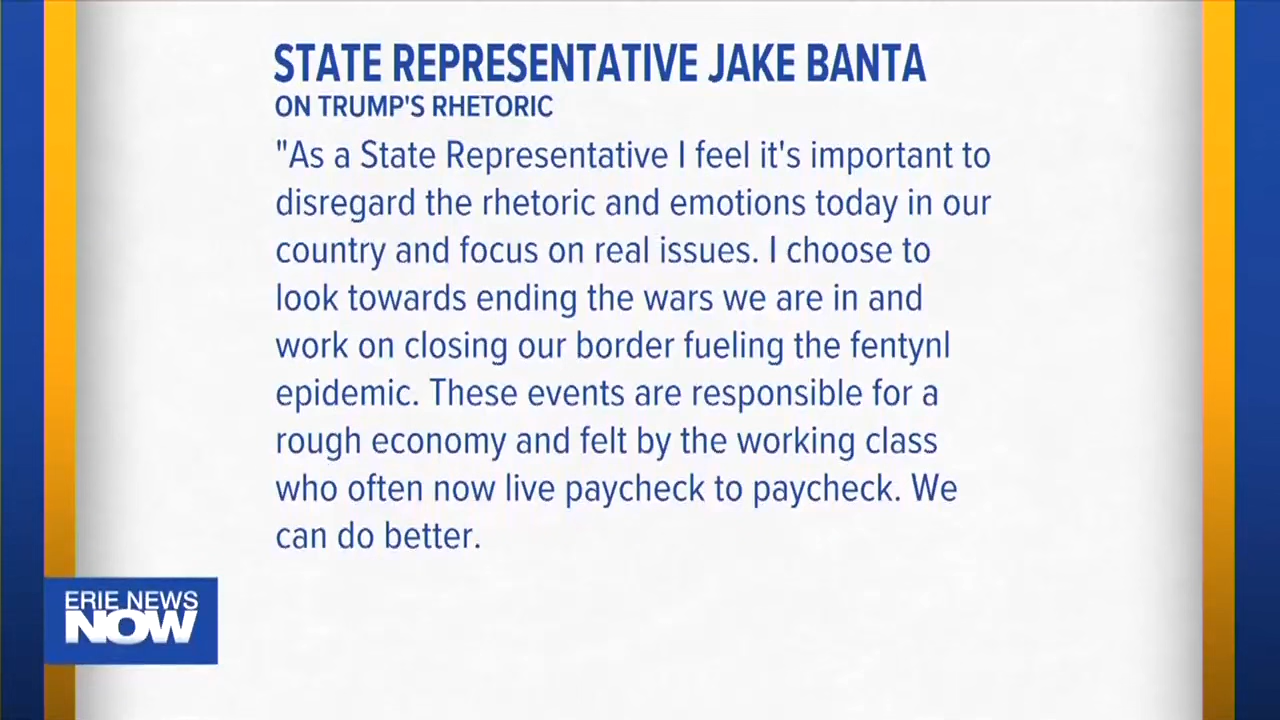 STATE REPRESENTATIVE JAKE BANTA
ON TRUMP'S RHETORIC
"As a State Representative I feel it's important to
disregard the rhetoric and emotions today in our
country and focus on real issues. I choose to
look towards ending the wars we are in and
work on closing our border fueling the fentynl
epidemic. These events are responsible for a
rough economy and felt by the working class
who often now live paycheck to paycheck. We
can do better.
ERIE NEWS
NOW